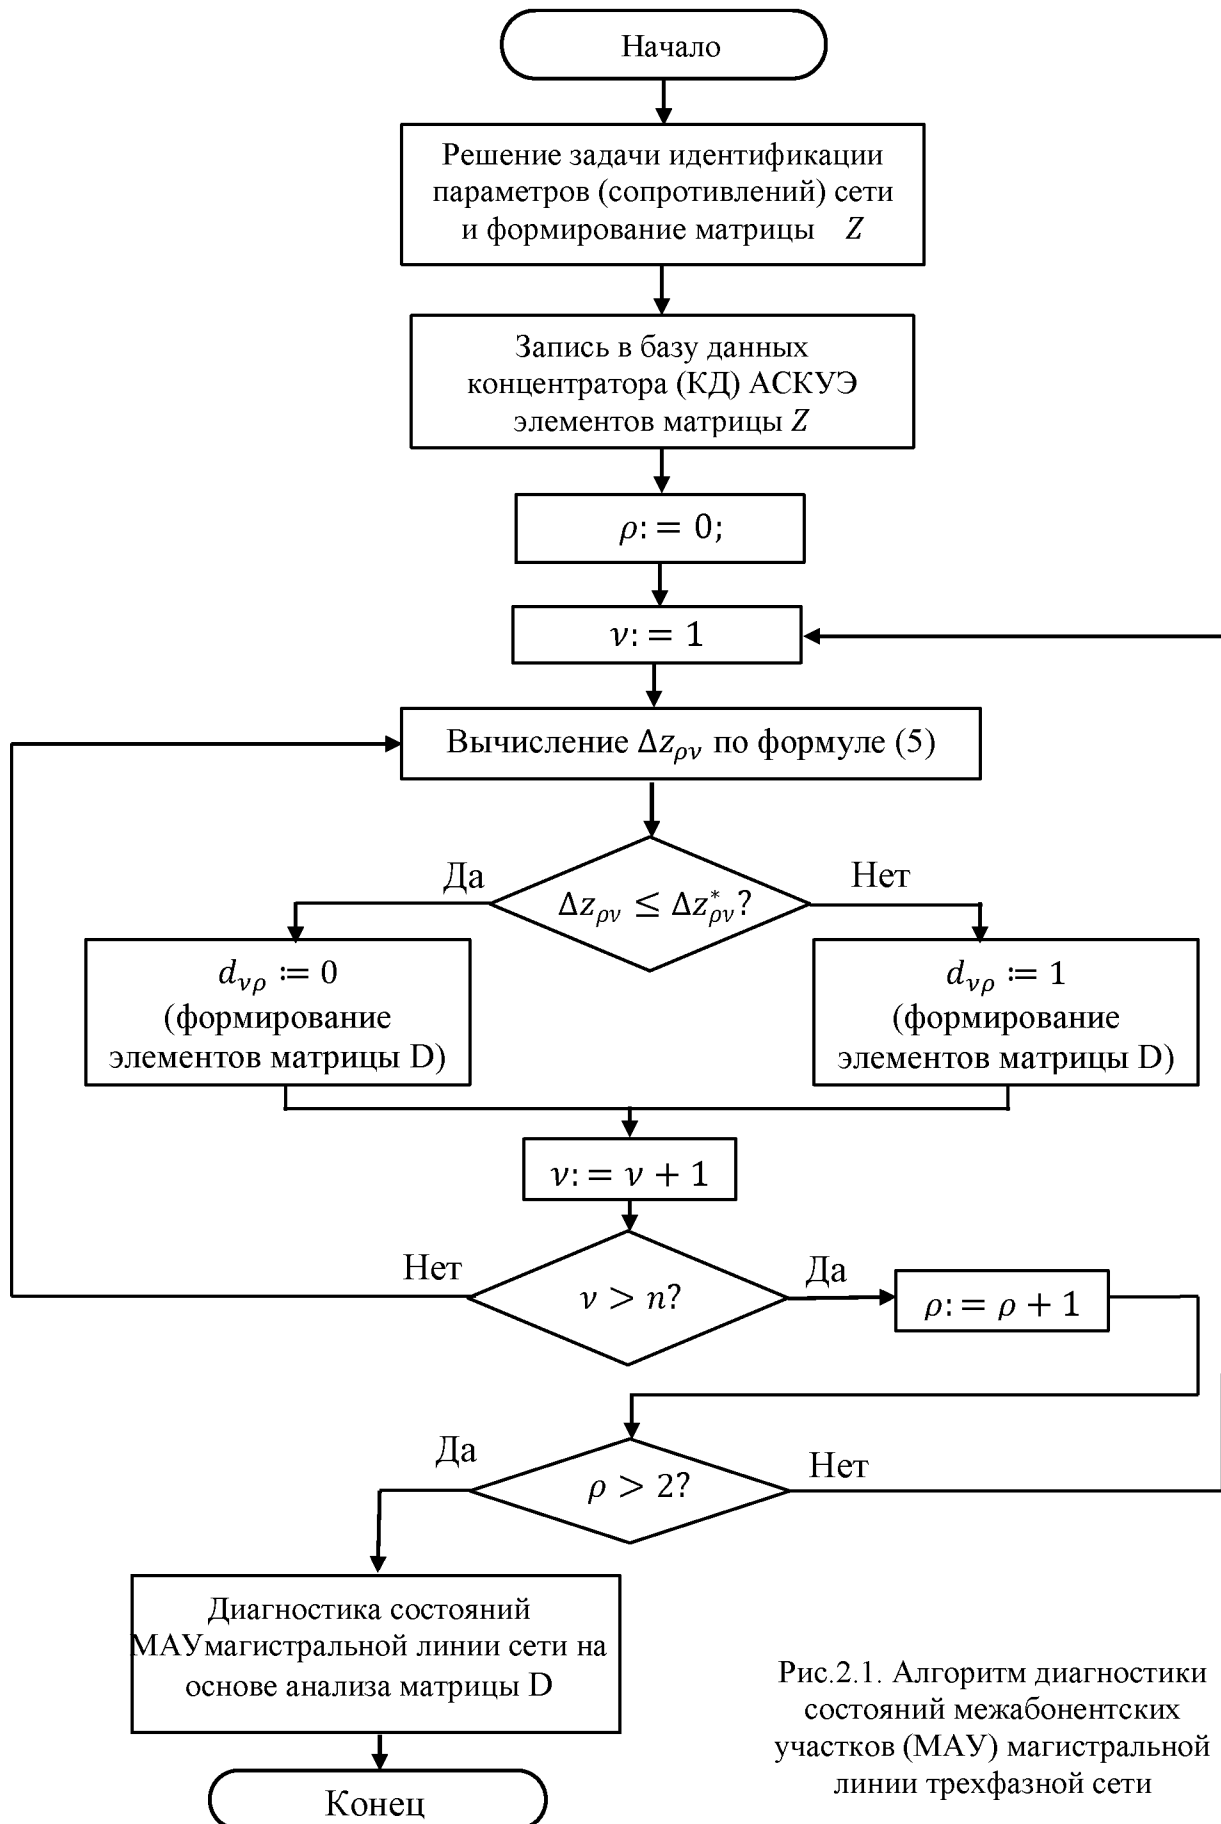 Начало
Решение задачи идентификации
параметров (сопротивлений) сети
и формирование матрицы Z
Запись в базу данных
концентратора (КД) АСКУЭ
элементов матрицы Z
ρ: = 0;
ν: = 1
Вычисление Δz_ρν по формуле (5)
Да
Нет
Δz_ρν ≤ Δz*_ρν?
d_νρ ≔ 0
(формирование
элементов матрицы D)
d_νρ ≔ 1
(формирование
элементов матрицы D)
ν: = ν + 1
Нет
ν > n?
Да
ρ: = ρ + 1
Да
ρ > 2?
Нет
Диагностика состояний
МАУмагистральной линии сети на
основе анализа матрицы D
Конец
Рис.2.1. Алгоритм диагностики
состояний межабонентских
участков (МАУ) магистральной
линии трехфазной сети